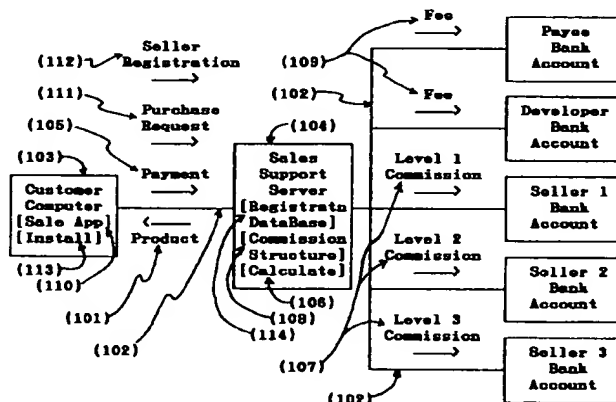 (112)
Seller
Registration
(111)
Purchase
Request
(105)
Payment
(103)
Customer
Computer
[Sale App]
[Install]
(113)
(110)
Product
(101)
(102)
(104)
Sales
Support
Server
[Registratn
DataBase]
[Commission
Structure]
[Calculate]
(106)
(108)
(114)
(109)
(102)
Fee
Fee
Level 1
Commission
Level 2
Commission
Level 3
Commission
(107)
(102)
Payee
Bank
Account
Developer
Bank
Account
Seller 1
Bank
Account
Seller 2
Bank
Account
Seller 3
Bank
Account